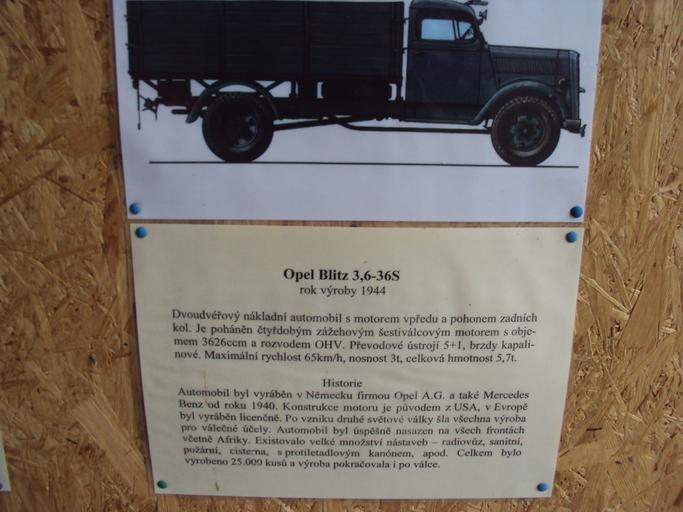 Opel Blitz 3,6-36S
rok výroby 1944
Dvoudvéřový nákladní automobil s motorem vpředu a pohonem zadních
kol. Je poháněn čtyřdobým zážehovým šestiválcovým motorem s obje-
mem 3626ccm a rozvodem OHV. Převodové ústrojí 5+1, brzdy kapali-
nové. Maximální rychlost 65km/h, nosnost 3t, celková hmotnost 5,7t.
Historie
Automobil byl vyráběn v Německu firmou Opel A.G. a také Mercedes
Benz od roku 1940. Konstrukce motoru je původem z USA, v Evropě
byl vyráběn licenčně. Po vzniku druhé světové války šla všechna výroba
pro válečné účely. Automobil byl úspěšně nasazen na všech frontách
včetně Afriky. Existovalo velké množství nástaveb – radiovůz, sanitní,
požární, cisterna, s protiletadlovým kanónem, apod. Celkem bylo
vyrobeno 25.000 kusů a výroba pokračovala i po válce.